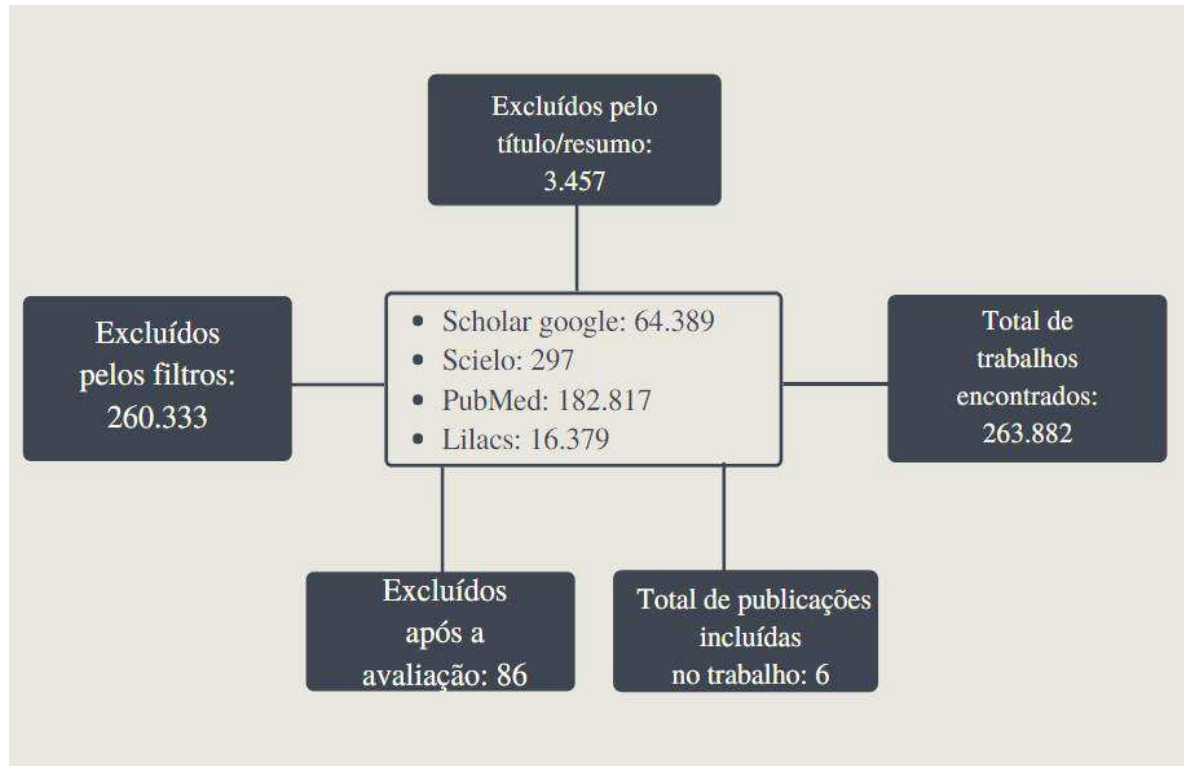 Excluídos pelo
título/resumo:
3.457
Excluídos
pelos filtros:
260.333
• Scholar google: 64.389
• Scielo: 297
• PubMed: 182.817
• Lilacs: 16.379
Total de
trabalhos
encontrados:
263.882
Excluídos
após a
avaliação: 86
Total de publicações
incluídas
no trabalho: 6